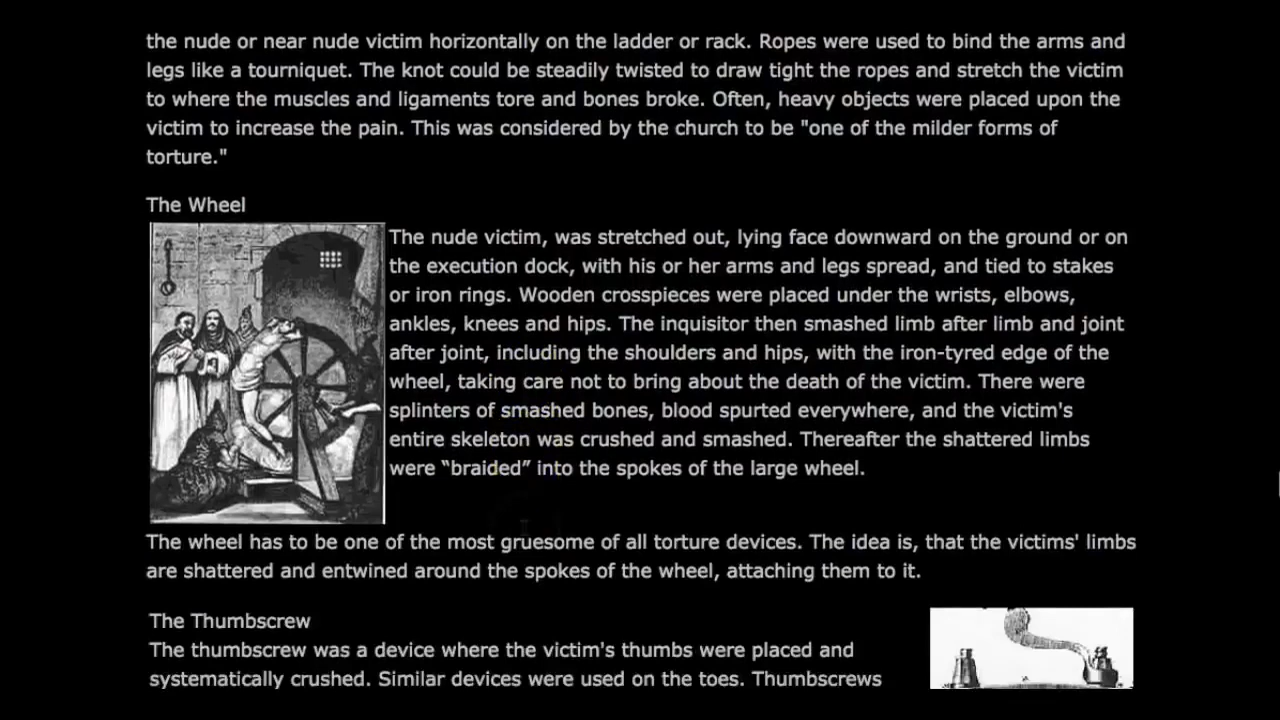 the nude or near nude victim horizontally on the ladder or rack. Ropes were used to bind the arms and
legs like a tourniquet. The knot could be steadily twisted to draw tight the ropes and stretch the victim
to where the muscles and ligaments tore and bones broke. Often, heavy objects were placed upon the
victim to increase the pain. This was considered by the church to be "one of the milder forms of
torture."
The Wheel
The nude victim, was stretched out, lying face downward on the ground or on
the execution dock, with his or her arms and legs spread, and tied to stakes
or iron rings. Wooden crosspieces were placed under the wrists, elbows,
ankles, knees and hips. The inquisitor then smashed limb after limb and joint
after joint, including the shoulders and hips, with the iron-tyred edge of the
wheel, taking care not to bring about the death of the victim. There were
splinters of smashed bones, blood spurted everywhere, and the victim's
entire skeleton was crushed and smashed. Thereafter the shattered limbs
were “braided” into the spokes of the large wheel.
The wheel has to be one of the most gruesome of all torture devices. The idea is, that the victims' limbs
are shattered and entwined around the spokes of the wheel, attaching them to it.
The Thumbscrew
The thumbscrew was a device where the victim's thumbs were placed and
systematically crushed. Similar devices were used on the toes. Thumbscrews